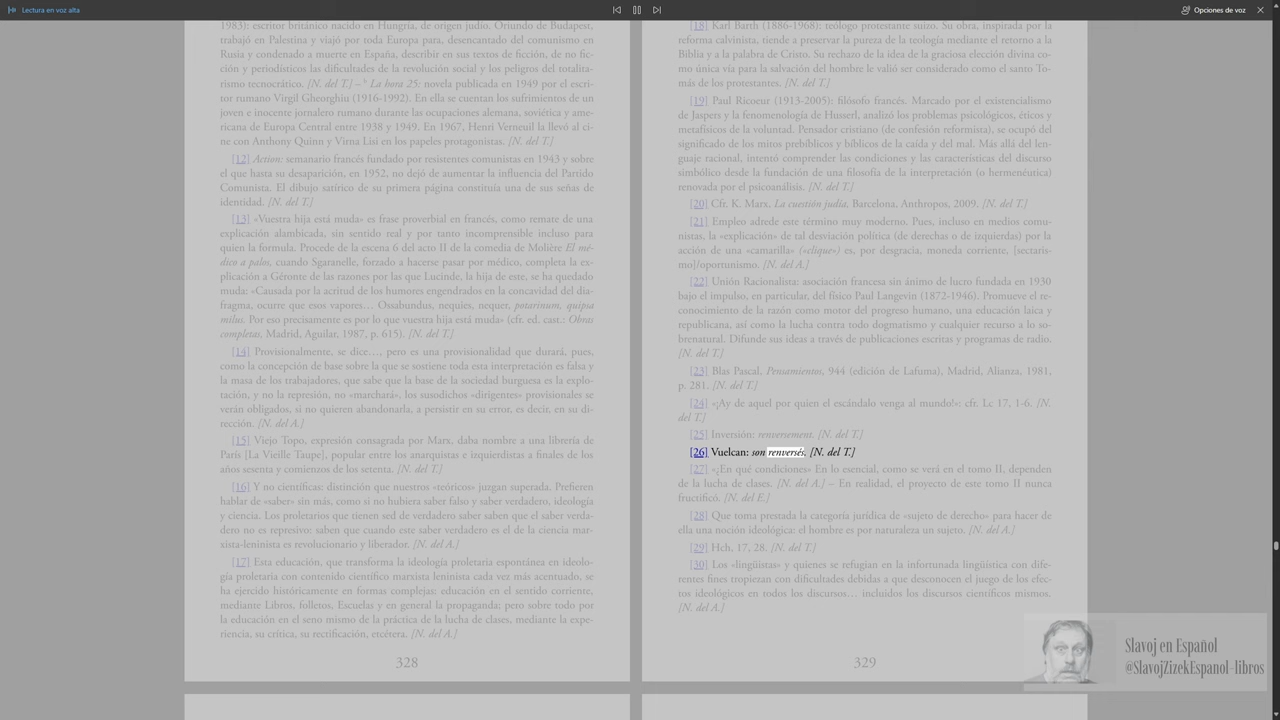 Lectura en voz alta
Opciones de voz
1983): escritor británico nacido en Hungría, de origen judío. Oriundo de Budapest,
trabajó en Palestina y viajó por toda Europa para, desencantado del comunismo en
Rusia y condenado a muerte en España, describir en sus textos de ficción, de no fic-
ción y periodísticos las dificultades de la revolución social y los peligros del totalita-
rismo tecnocrático. [N. del T.] – La hora 25: novela publicada en 1949 por el escri-
tor rumano Virgil Gheorghiu (1916-1992). En ella se cuentan los sufrimientos de un
joven e inocente jornalero rumano durante las ocupaciones alemana, soviética y ame-
ricana de Europa Central entre 1938 y 1949. En 1967, Henri Verneuil la llevó al ci-
ne con Anthony Quinn y Virna Lisi en los papeles protagonistas. [N. del T.]
[12] Action: semanario francés fundado por resistentes comunistas en 1943 y sobre
el que hasta su desaparición, en 1952, no dejó de aumentar la influencia del Partido
Comunista. El dibujo satírico de su primera página constituía una de sus señas de
identidad. [N. del T.]
[13] «Vuestra hija está muda» es frase proverbial en francés, como remate de una
explicación alambicada, sin sentido real y por tanto incomprensible incluso para
quien la formula. Procede de la escena 6 del acto II de la comedia de Molière El mé-
dico a palos, cuando Sganarelle, forzado a hacerse pasar por médico, completa la ex-
plicación a Géronte de las razones por las que Lucinde, la hija de este, se ha quedado
muda: «Causada por la actitud de los humores engendrados en la concavidad del dia-
fragma, ocurre que esos vapores… Ossabundus, nequies, nequer, potarinum, quipsa
milus. Por eso precisamente es por lo que vuestra hija está muda» (cfr. ed. cast.: Obras
completas, Madrid, Aguilar, 1987, p. 615). [N. del T.]
[14] Provisionalmente, se dice…, pero es una provisionalidad que durará, pues,
como la concepción de base sobre la que se sostiene toda esta interpretación es falsa y
la masa de los trabajadores, que sabe que la base de la sociedad burguesa es la explo-
tación, y no la represión, no «marchará», los susodichos «dirigentes» provisionales se
verán obligados, si no quieren abandonarla, a persistir en su error, es decir, en su di-
rección. [N. del A.]
[15] Viejo Topo, expresión consagrada por Marx, daba nombre a una librería de
París [La Vieille Taupe], popular entre los anarquistas e izquierdistas a finales de los
años sesenta y comienzos de los setenta. [N. del T.]
[16] Y no científicas: distinción que nuestros «teóricos» juzgan superada. Prefieren
hablar de «saber» sin más, como si no hubiera saber falso y saber verdadero, ideología
y ciencia. Los proletarios que tienen sed de verdadero saber saben que el saber verda-
dero no es represivo: saben que cuando este saber verdadero es el de la ciencia mar-
xista-leninista es revolucionario y liberador. [N. del A.]
[17] Esta educación, que transforma la ideología proletaria espontánea en ideolo-
gía proletaria con contenido científico marxista leninista cada vez más acentuado, se
ha ejercido históricamente en formas complejas: educación en el sentido corriente,
mediante Libros, folletos, Escuelas y en general la propaganda; pero sobre todo por
la educación en el seno mismo de la práctica de la lucha de clases, mediante la expe-
riencia, su crítica, su rectificación, etcétera. [N. del A.]
328
[18] Karl Barth (1886-1968): teólogo protestante suizo. Su obra, inspirada por la
reforma calvinista, tiende a preservar la pureza de la teología mediante el retorno a la
Biblia y a la palabra de Cristo. Su rechazo de la idea de la graciosa elección divina co-
mo única vía para la salvación del hombre le valió ser considerado como el santo To-
más de los protestantes. [N. del T.]
[19] Paul Ricoeur (1913-2005): filósofo francés. Marcado por el existencialismo
de Jaspers y la fenomenología de Husserl, analizó los problemas psicológicos, éticos y
metafísicos de la voluntad. Pensador cristiano (de confesión reformista), se ocupó del
significado de los mitos prebíblicos y bíblicos de la caída y del mal. Más allá del len-
guaje racional, intentó comprender las condiciones y las características del discurso
simbólico desde la fundación de una filosofía de la interpretación (o hermenéutica)
renovada por el psicoanálisis. [N. del T.]
[20] Cfr. K. Marx, La cuestión judía, Barcelona, Anthropos, 2009. [N. del T.]
[21] Empleo adrede este término muy moderno. Pues, incluso en medios comu-
nistas, la «explicación» de tal desviación política (de derechas o de izquierdas) por la
acción de una «camarilla» («clique») es, por desgracia, moneda corriente, [sectaris-
mo]/oportunismo. [N. del A.]
[22] Unión Racionalista: asociación francesa sin ánimo de lucro fundada en 1930
bajo el impulso, en particular, del físico Paul Langevin (1872-1946). Promueve el re-
conocimiento de la razón como motor del progreso humano, una educación laica y
republicana, así como la lucha contra todo dogmatismo y cualquier recurso a lo so-
brenatural. Difunde sus ideas a través de publicaciones escritas y programas de radio.
[N. del T.]
[23] Blas Pascal. Pensamientos, 944 (edición de Lafuma), Madrid, Alianza, 1981,
p. 281. [N. del T.]
[24] «¡Ay de aquel por quien el escándalo venga al mundo!»: cfr. Lc 17, 1-6. [N.
del T.]
[25] Inversión: renversement. [N. del T.]
[26] Vuelcan: son renversés. [N. del T.]
[27] «¿En qué condiciones» En lo esencial, como se verá en el tomo II, dependen
de la lucha de clases. [N. del A.] – En realidad, el proyecto de este tomo II nunca
fructificó. [N. del E.]
[28] Que toma prestada la categoría jurídica de «sujeto de derecho» para hacer de
ella una noción ideológica: el hombre es por naturaleza un sujeto. [N. del A.]
[29] Hch, 17, 28. [N. del T.]
[30] Los «lingüistas» y quienes se refugian en la infortunada lingüística con dife-
rentes fines tropiezan con dificultades debidas a que desconocen el juego de los efec-
tos ideológicos en todos los discursos… incluidos los discursos científicos mismos.
[N. del A.]
329
Slavoj en Español
@SlavojZizekEspanol-libros